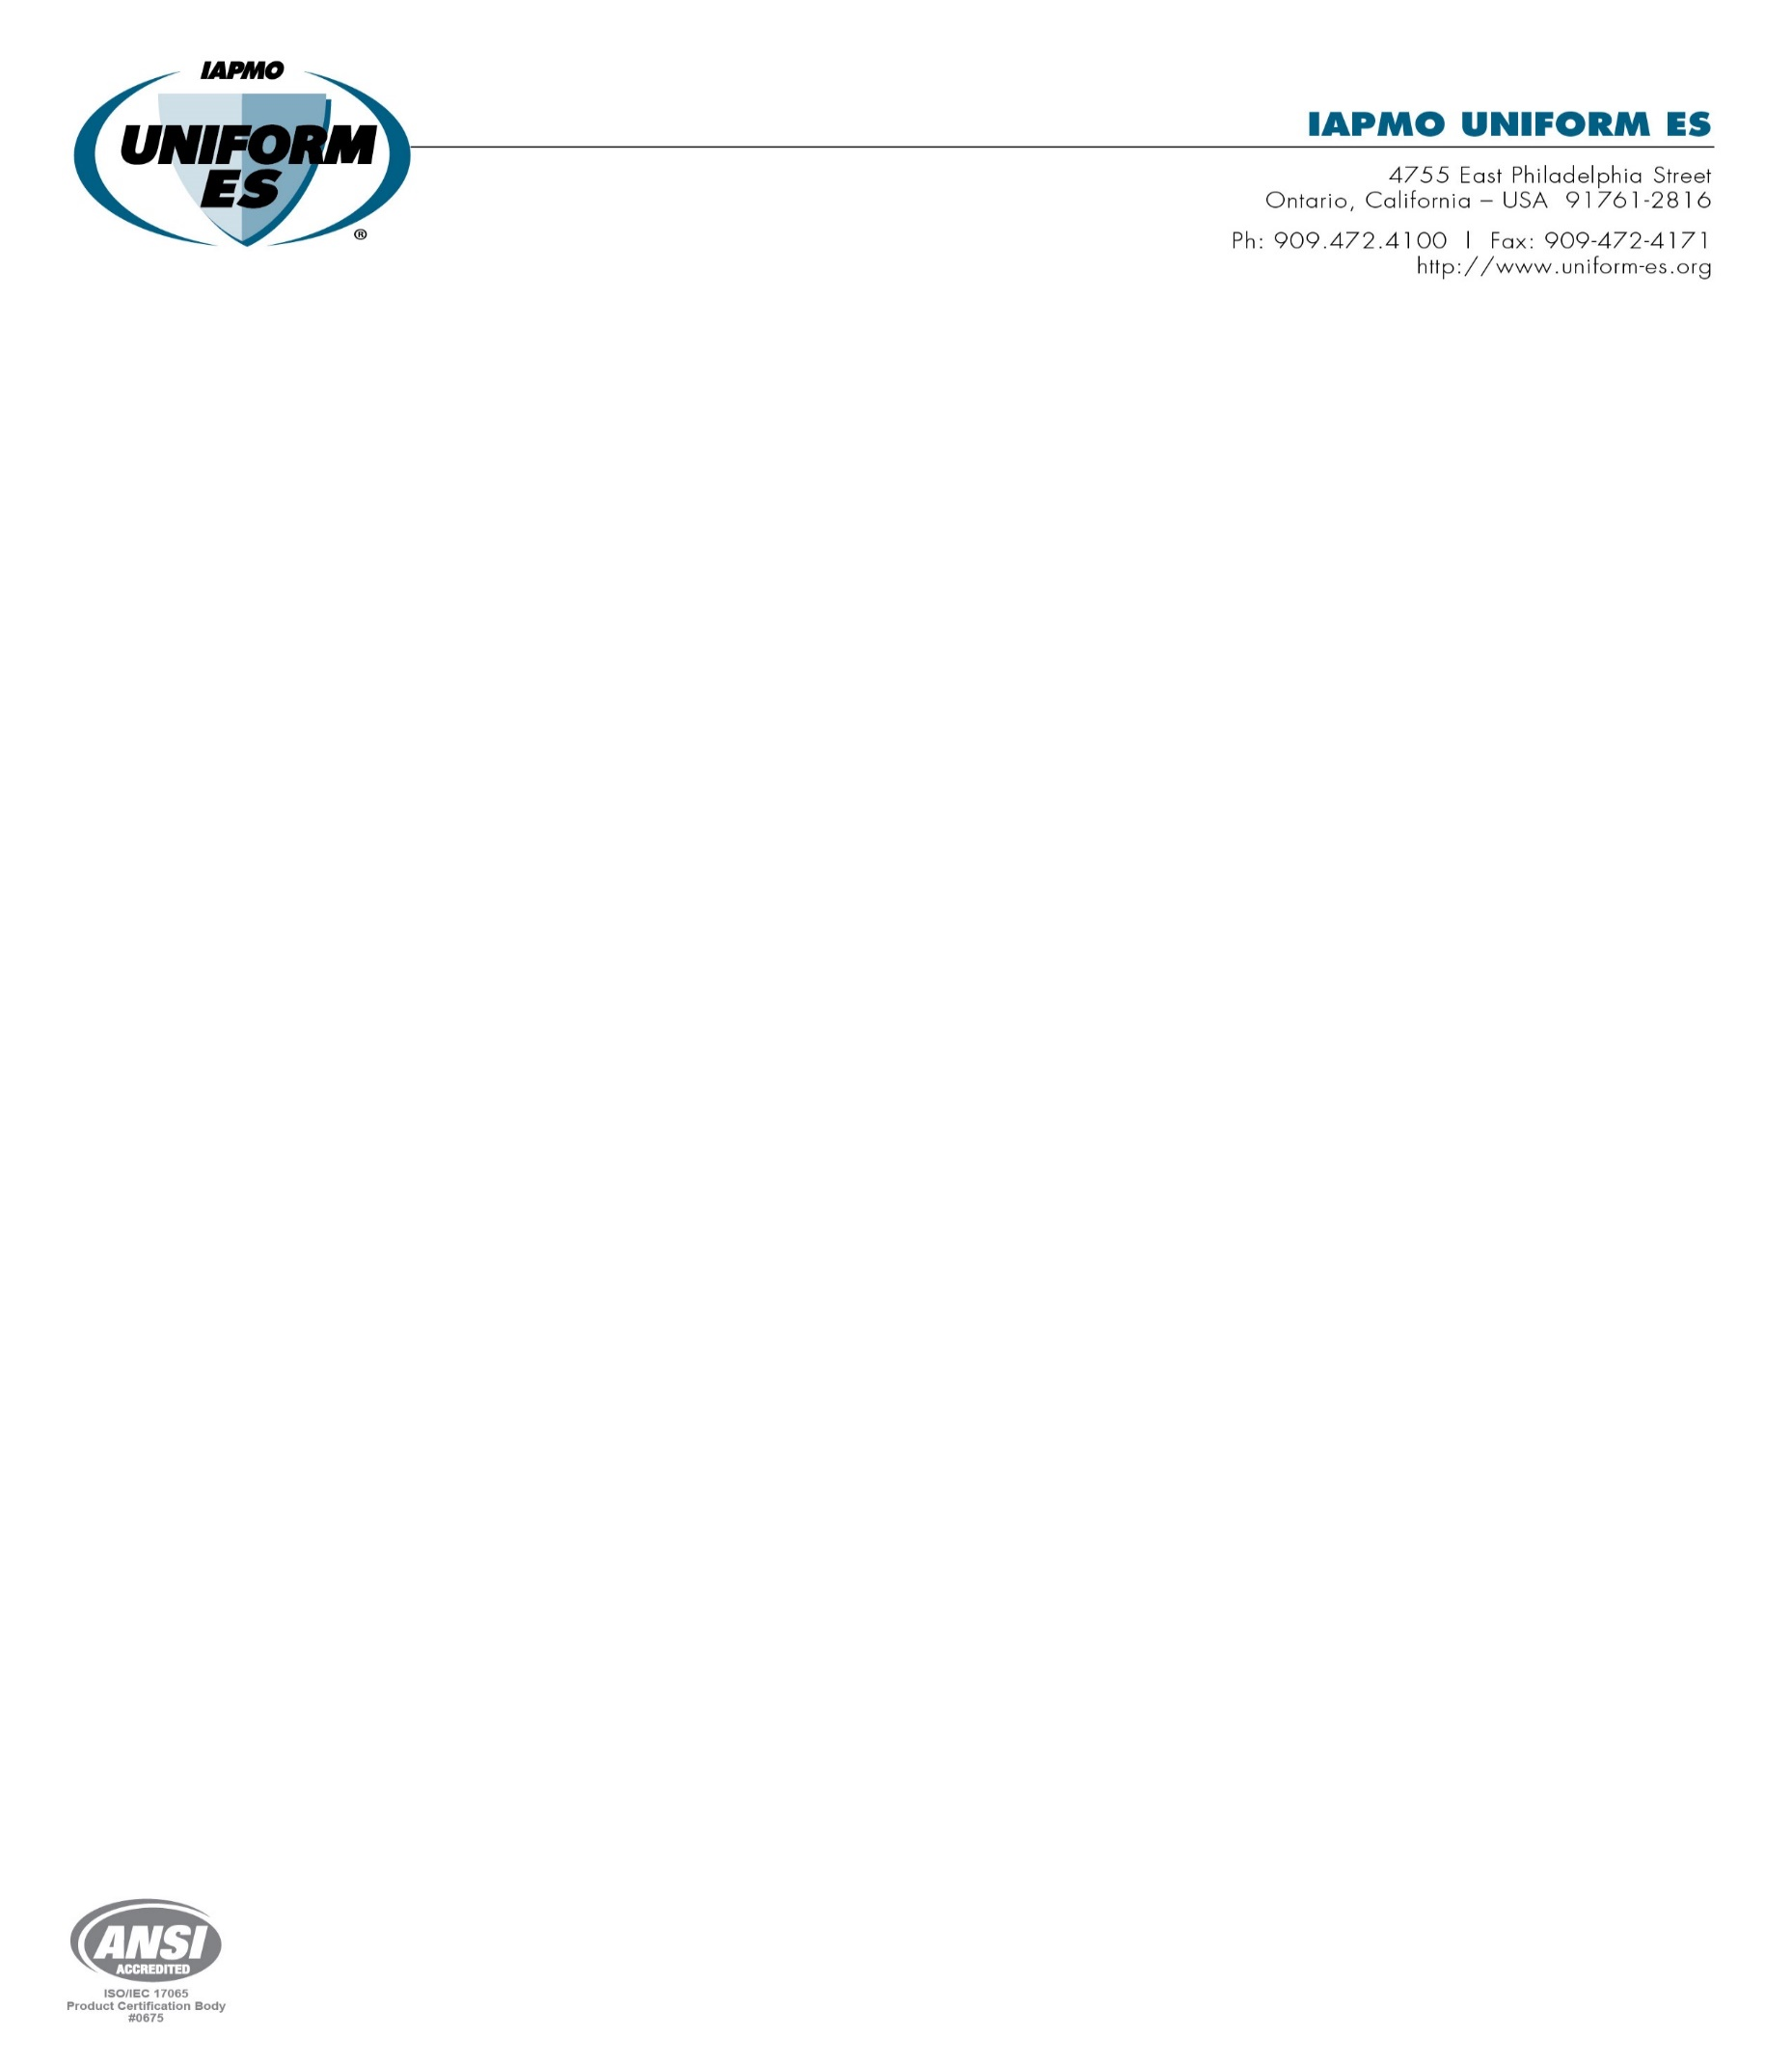 IAPMO
UNIFORM
ES
®
IAPMO UNIFORM ES
4755 East Philadelphia Street
Ontario, California – USA 91761-2816
Ph: 909.472.4100 | Fax: 909-472-4171
http://www.uniform-es.org
ANSI
ACCREDITED
ISO/IEC 17065
Product Certification Body
#0675